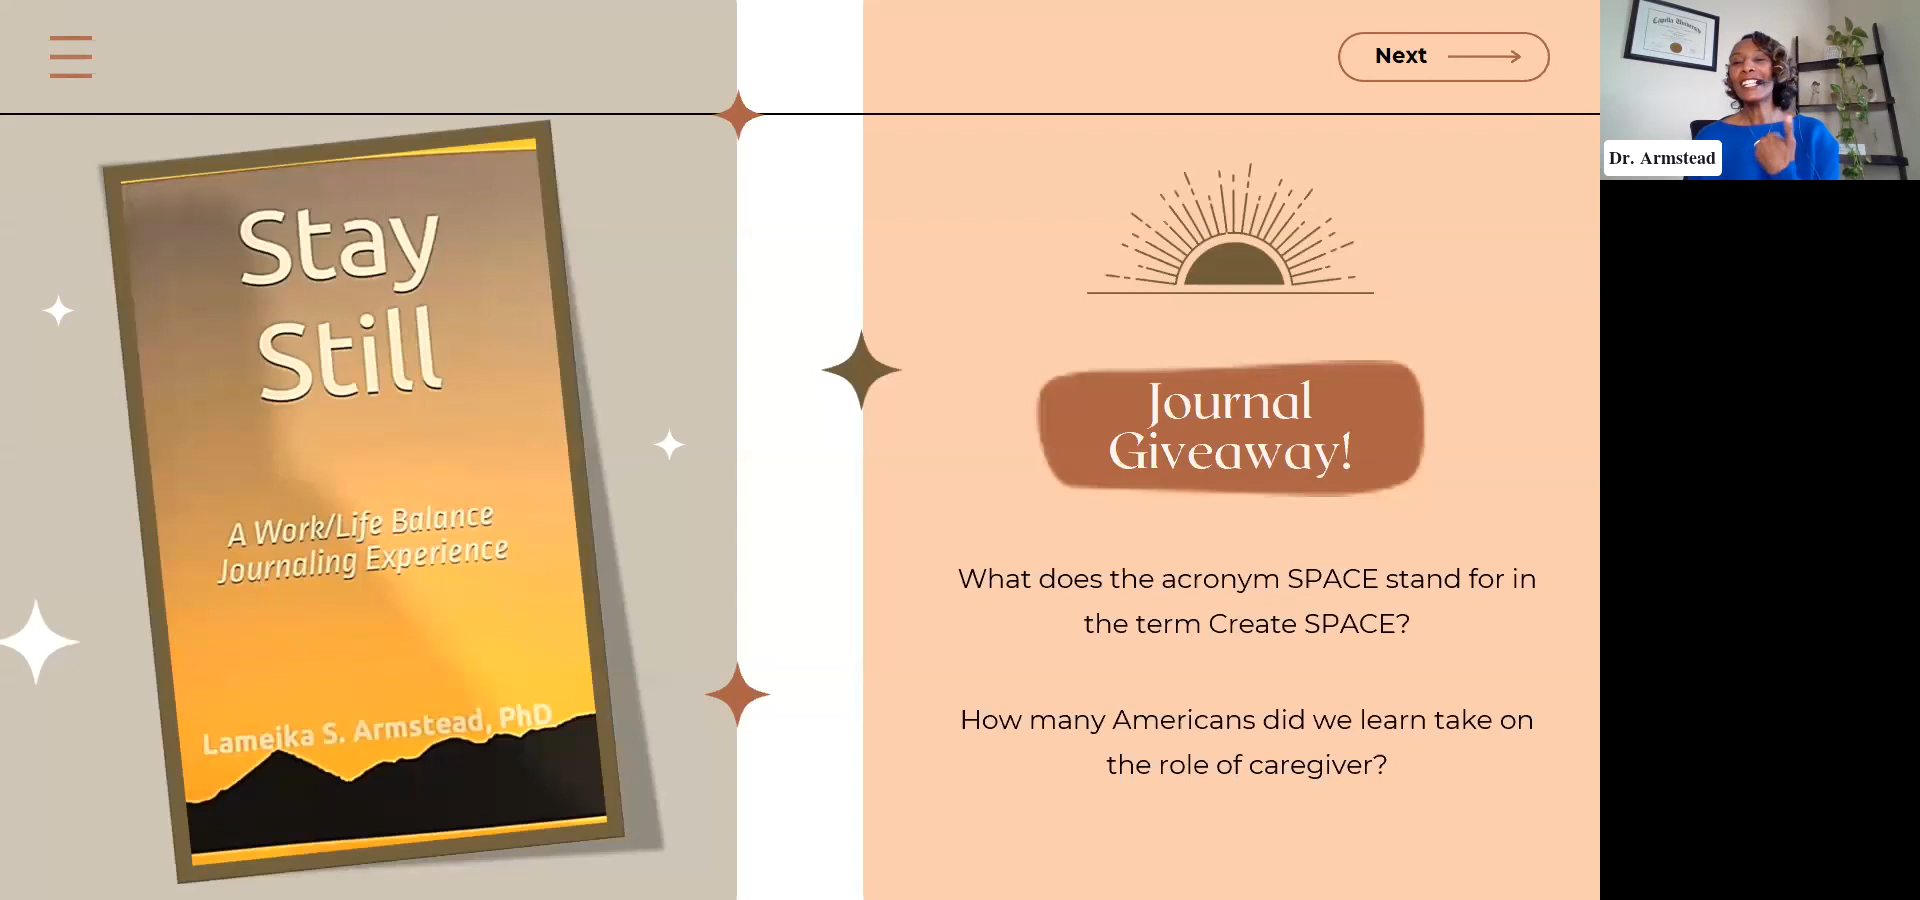 Stay
Still
A Work/Life Balance
Journaling Experience
Lameika S. Armstead, PhD
Next
Journal
Giveaway!
What does the acronym SPACE stand for in
the term Create SPACE?
How many Americans did we learn take on
the role of caregiver?
Capella University
Dr. Armstead